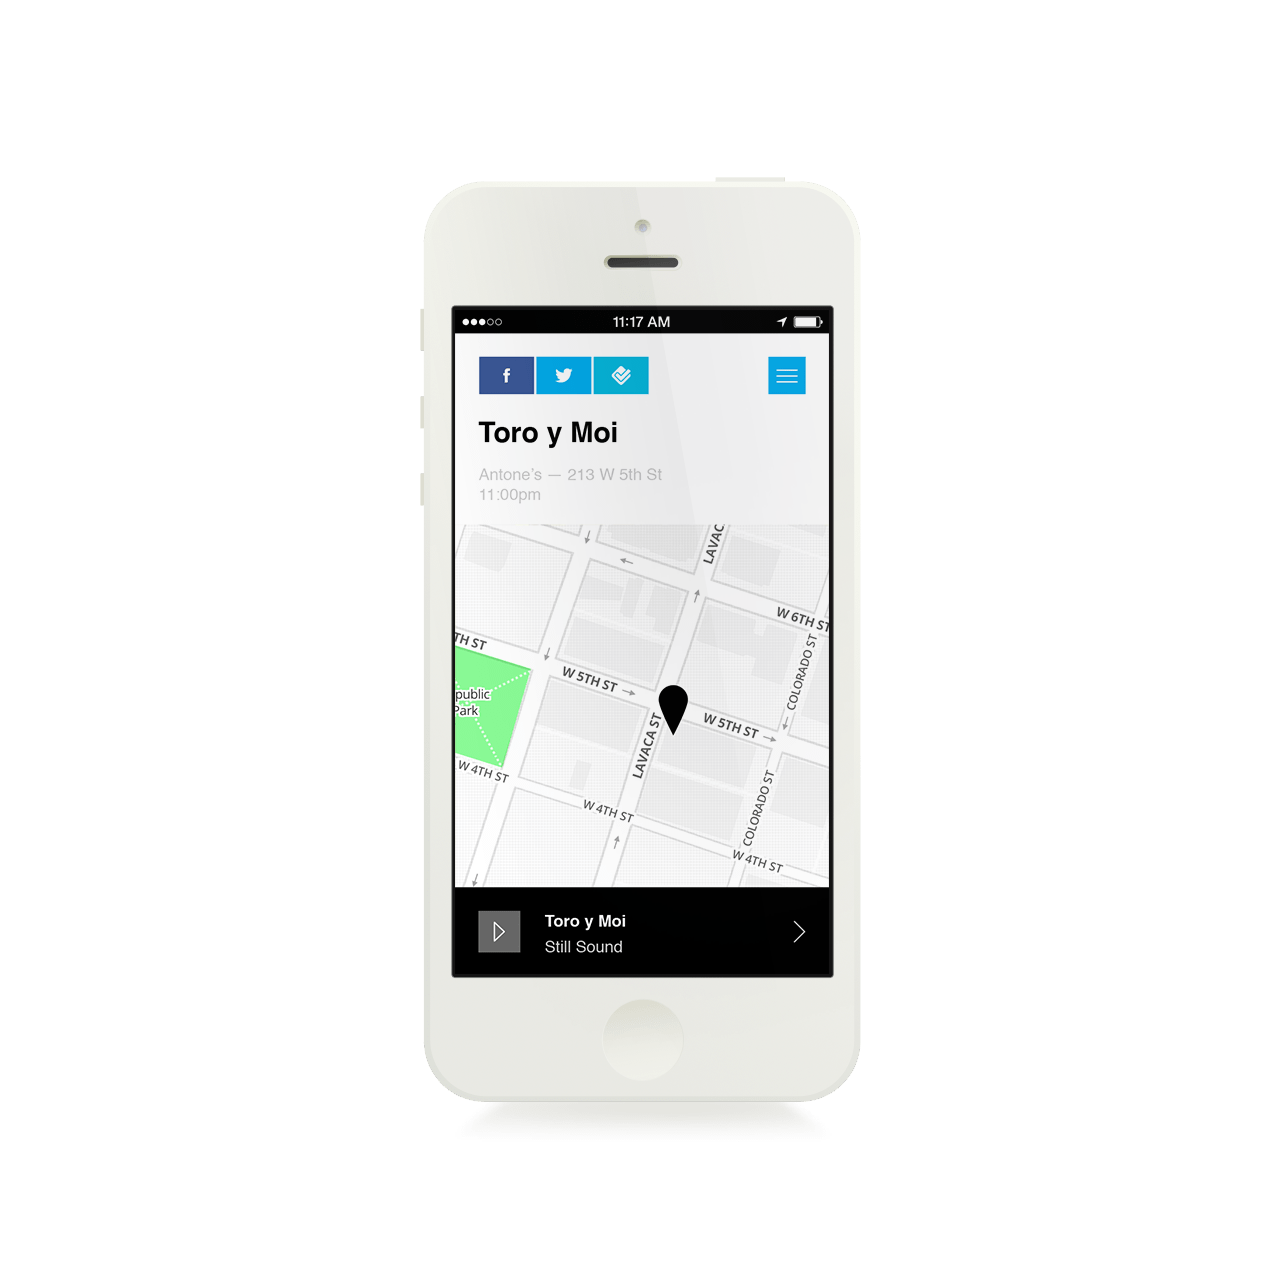 11:17 AM
f
Toro y Moi
Antone's — 213 W 5th St
11:00pm
LAVAC
W 6TH ST
TH ST
COLORADO ST
W 5TH ST
public
Park
W 5TH ST
LAVACA ST
W 4TH ST
COLORADO ST
W 4TH ST
W 4TH ST
Toro y Moi
Still Sound